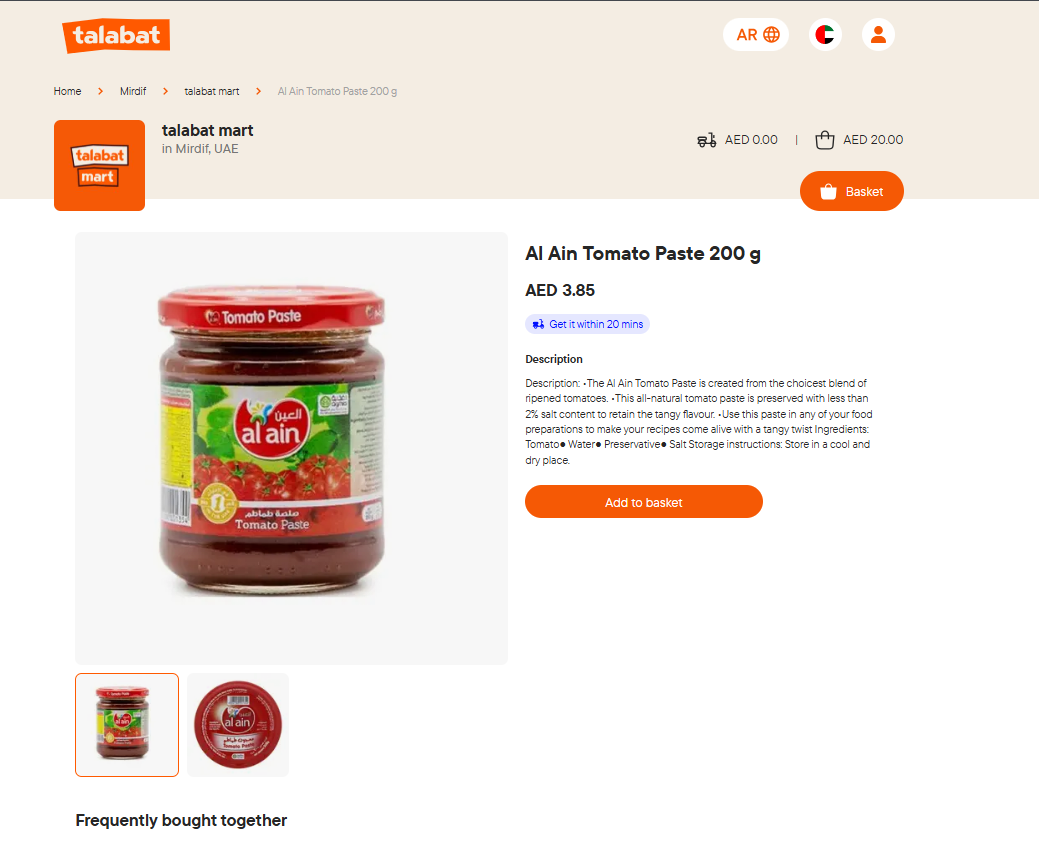 talabat
AR
Home > Mirdif > talabat mart > Al Ain Tomato Paste 200 g
talabat
mart
talabat mart
in Mirdif, UAE
AED 0.00 | AED 20.00
Basket
Tomato Paste
العين
al ain
صلصة طماطم
Tomato Paste
Al Ain Tomato Paste 200 g
AED 3.85
Get it within 20 mins
Description
Description: •The Al Ain Tomato Paste is created from the choicest blend of
ripened tomatoes. •This all-natural tomato paste is preserved with less than
2% salt content to retain the tangy flavour. •Use this paste in any of your food
preparations to make your recipes come alive with a tangy twist Ingredients:
Tomato● Water● Preservative● Salt Storage instructions: Store in a cool and
dry place.
Add to basket
al ain
al ain
Tomato Paste
Frequently bought together